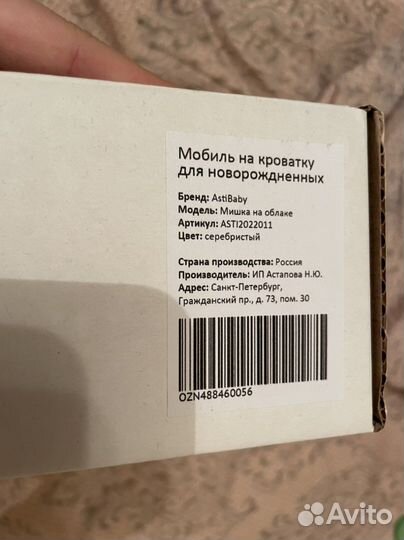 Мобиль на кроватку
для новорожденных
Бренд: AstiBaby
Модель: Мишка на облаке
Артикул: ASTI2022011
Цвет: серебристый
Страна производства: Россия
Производитель: ИП Астапова Н.Ю.
Адрес: Санкт-Петербург,
Гражданский пр., д. 73, пом. 30
OZN488460056
Avito